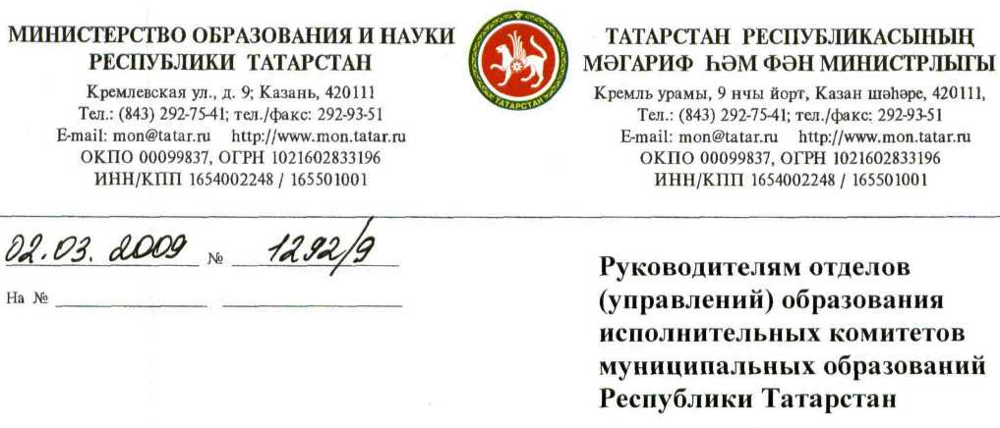 МИНИСТЕРСТВО ОБРАЗОВАНИЯ И НАУКИ
РЕСПУБЛИКИ ТАТАРСТАН
Кремлевская ул., д. 9; Казань, 420111
Тел.: (843) 292-75-41; тел./факс: 292-93-51
E-mail: mon@tatar.ru http://www.mon.tatar.ru
ОКПО 00099837, ОГРН 1021602833196
ИНН/КПП 1654002248 / 165501001
ТАТАРСТАН
ТАТАРСТАН РЕСПУБЛИКАСЫНЫҢ
МӘГАРИФ ҺӘМ ФӘН МИНИСТРЛЫГЫ
Кремль урамы, 9 нчы йорт, Казан шәһәре, 420111,
Тел.: (843) 292-75-41; тел./факс: 292-93-51
E-mail: mon@tatar.ru http://www.mon.tatar.ru
ОКПО 00099837, ОГРН 1021602833196
ИНН/КПП 1654002248 / 165501001
02.03. 2009 № 1292/9
На №
Руководителям отделов
(управлений) образования
исполнительных комитетов
муниципальных образований
Республики Татарстан